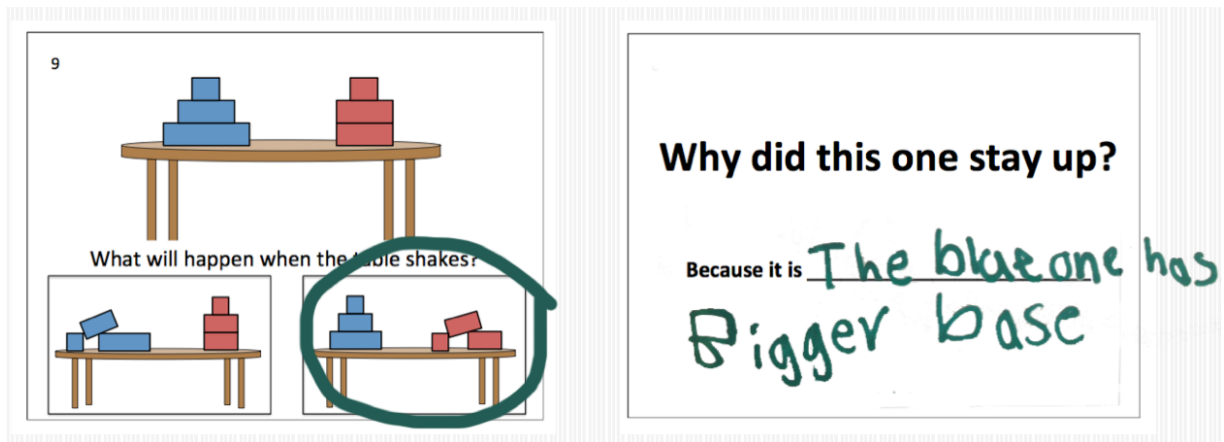 9
What will happen when the table shakes?
Why did this one stay up?
Because it is The blue one has
Bigger base